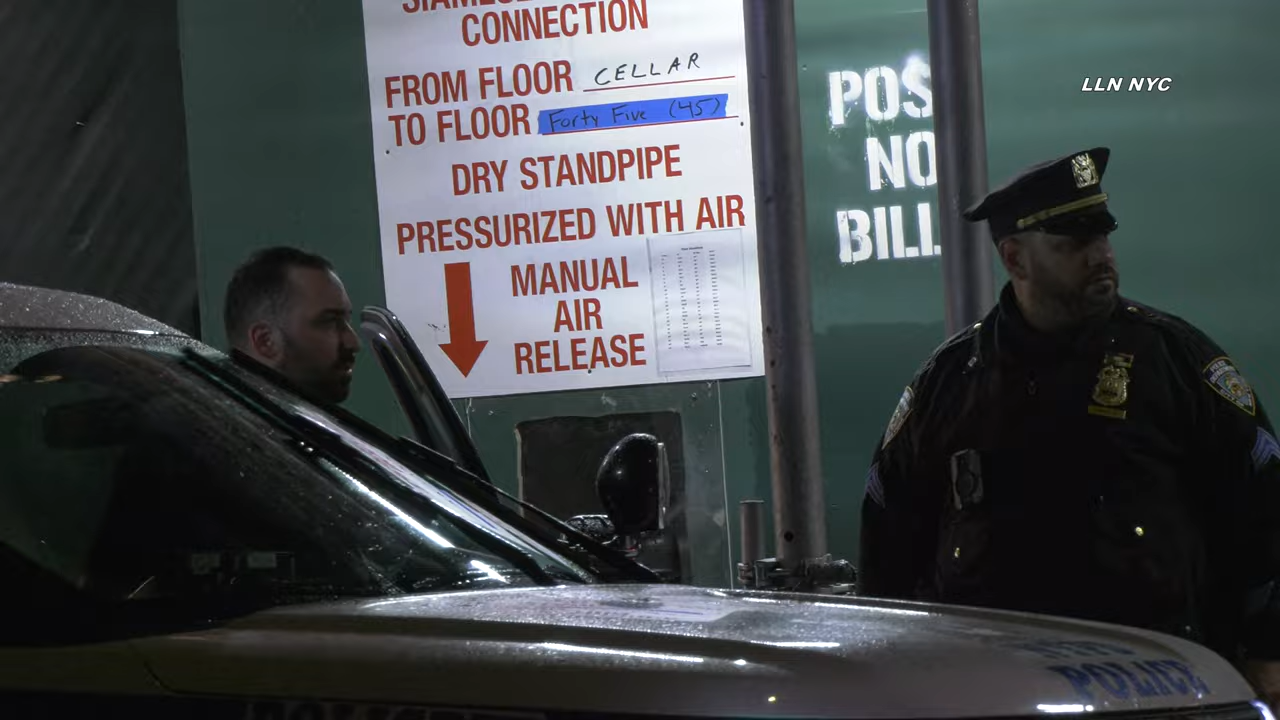 CONNECTION
FROM FLOOR CELLAR
TO FLOOR Forty Five (45)
DRY STANDPIPE
PRESSURIZED WITH AIR
MANUAL
AIR
RELEASE
POS
NO
BILL
LLN NYC
POLICE